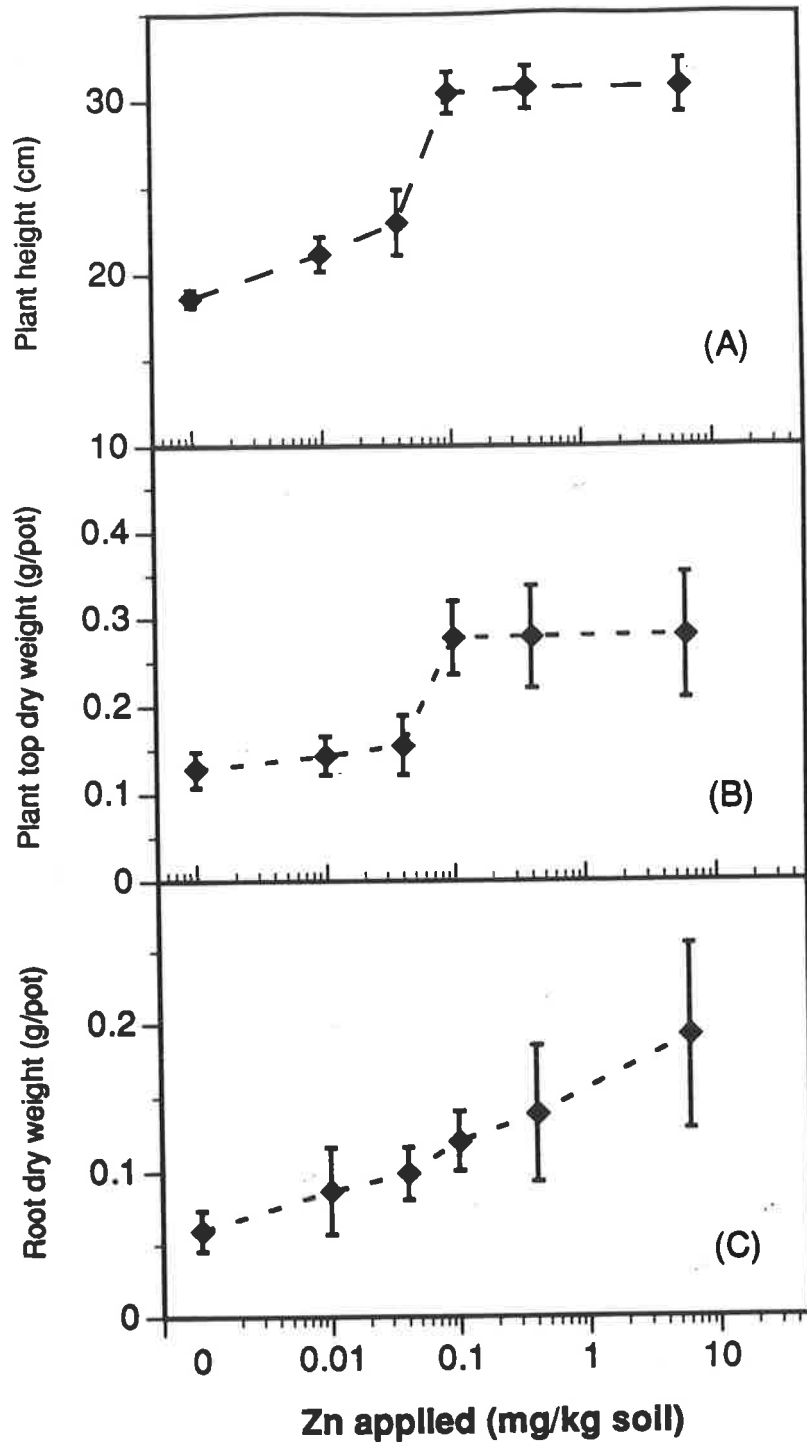 Plant height (cm)
30
20
10
(A)
Plant top dry weight (g/pot)
0.4
0.3
0.2
0.1
0
(B)
Root dry weight (g/pot)
0.2
0.1
0
(C)
0 0.01 0.1 1 10
Zn applied (mg/kg soil)